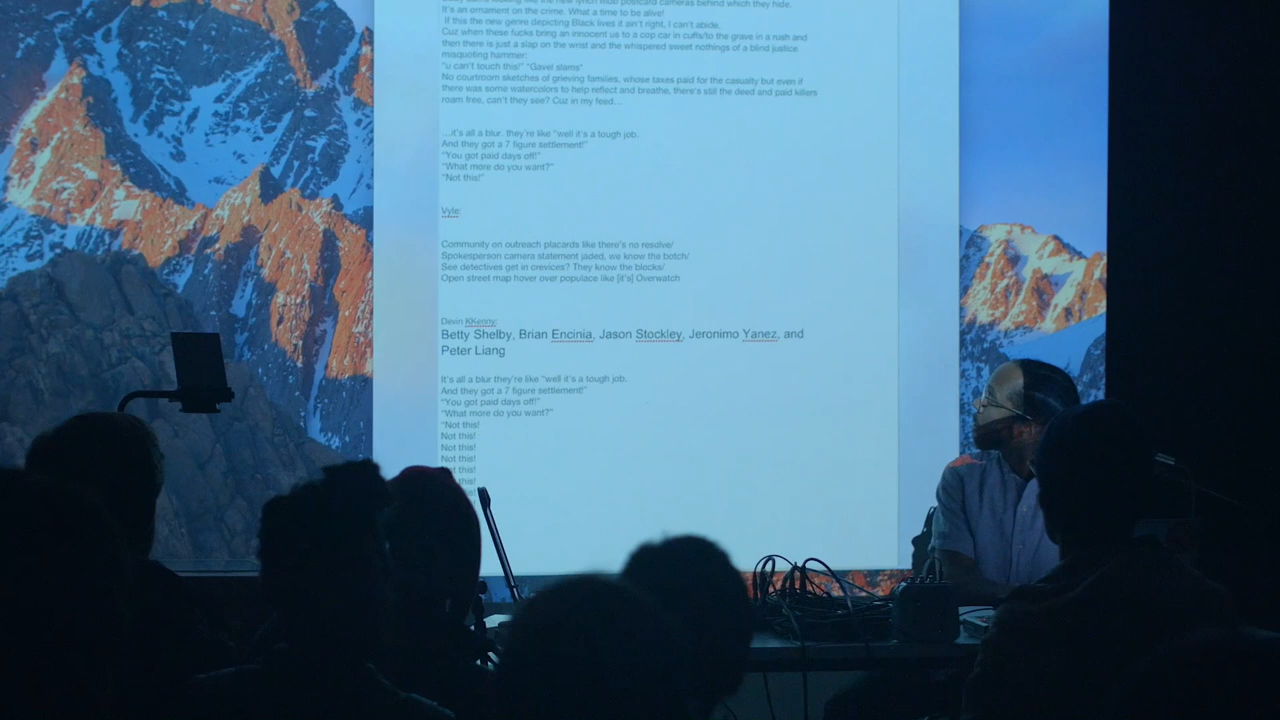 It's an ornament on the crime. What a time to be alive!
If this the new genre depicting Black lives it ain't right, I can't abide.
Cuz when these fucks bring an innocent us to a cop car in cuffs/to the grave in a rush and
then there is just a slap on the wrist and the whispered sweet nothings of a blind justice
misquoting hammer:
"u can't touch this!" *Gavel slams*
No courtroom sketches of grieving families, whose taxes paid for the casualty but even if
there was some watercolors to help reflect and breathe, there's still the deed and paid killers
roam free, can't they see? Cuz in my feed…
…it's all a blur. they're like "well it's a tough job.
And they got a 7 figure settlement!"
"You got paid days off!"
"What more do you want?"
"Not this!"
Vyle:
Community on outreach placards like there's no resolve/
Spokesperson camera statement jaded, we know the botch/
See detectives get in crevices? They know the blocks/
Open street map hover over populace like [it's] Overwatch
Devin KKenny:
Betty Shelby, Brian Encinia, Jason Stockley, Jeronimo Yanez, and
Peter Liang
It's all a blur they're like "well it's a tough job.
And they got a 7 figure settlement!"
"You got paid days off!"
"What more do you want?"
"Not this!
Not this!
Not this!
Not this!
this!
this!